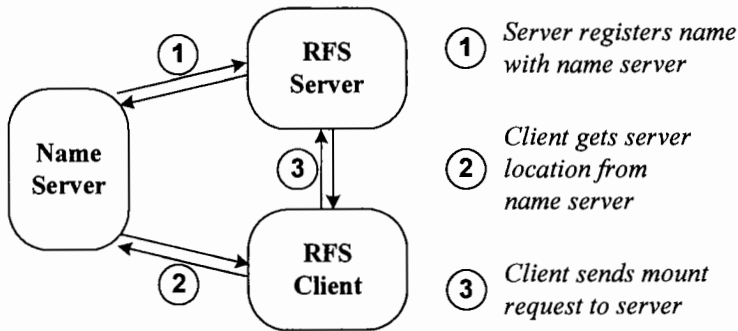 1
RFS
Server
1
Server registers name
with name server
Name
Server
3
2
Client gets server
location from
name server
RFS
Client
2
3
Client sends mount
request to server